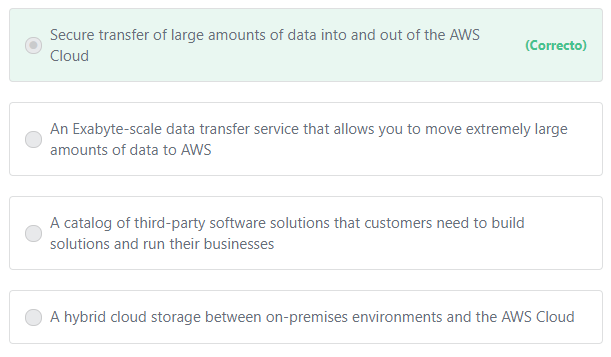 Secure transfer of large amounts of data into and out of the AWS
Cloud
(Correcto)
An Exabyte-scale data transfer service that allows you to move extremely large
amounts of data to AWS
A catalog of third-party software solutions that customers need to build
solutions and run their businesses
A hybrid cloud storage between on-premises environments and the AWS Cloud